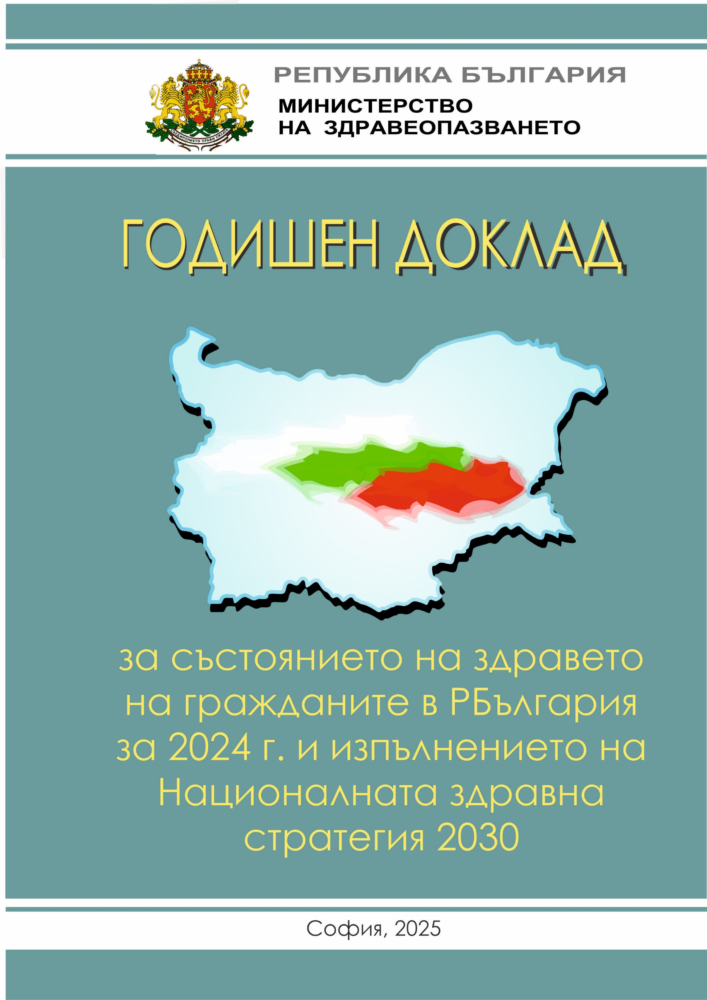 РЕПУБЛИКА БЪЛГАРИЯ
МИНИСТЕРСТВО
НА ЗДРАВЕОПАЗВАНЕТО
СЪЕДИНЕНИЕТО ПРАВИ СИЛАТА
ГОДИШЕН ДОКЛАД
за състоянието на здравето
на гражданите в РБългария
за 2024 г. и изпълнението на
Националната здравна
стратегия 2030
София, 2025